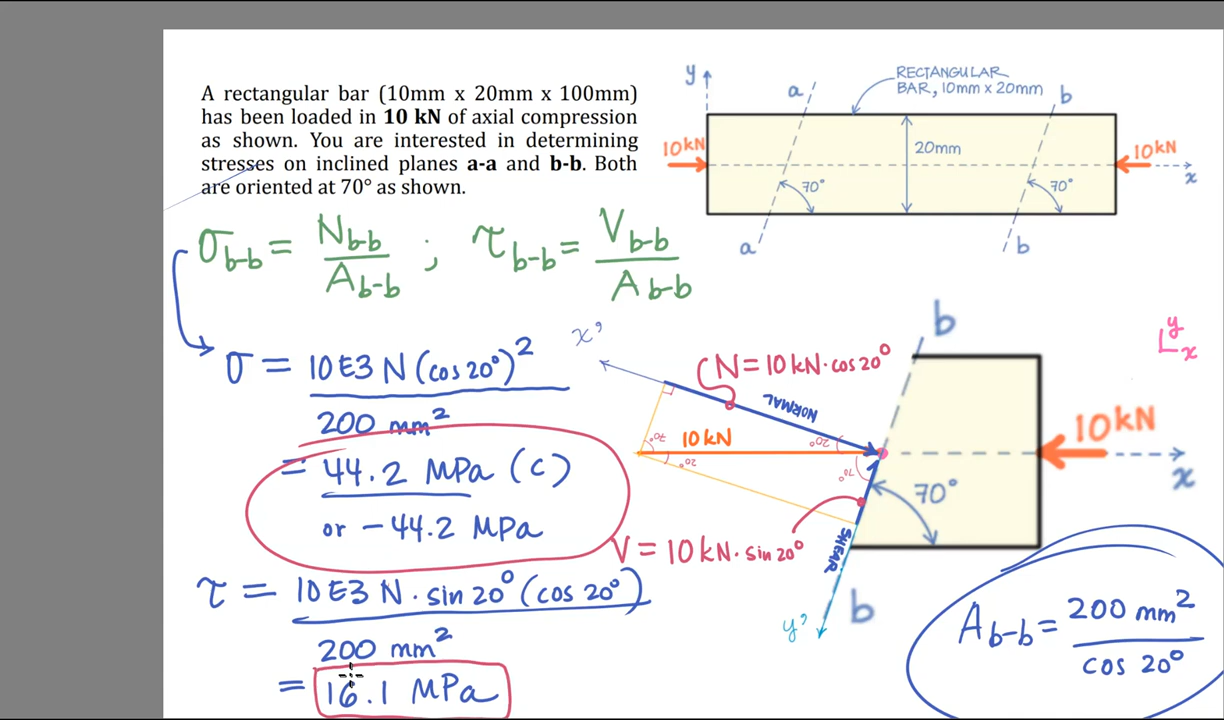 A rectangular bar (10mm x 20mm x 100mm)
has been loaded in 10 kN of axial compression
as shown. You are interested in determining
stresses on inclined planes a-a and b-b. Both
are oriented at 70° as shown.
y
a
RECTANGULAR
BAR, 10mm x 20mm
b
10kN
20mm
10kN
x
70°
70°
a
b
σb-b = Nb-b / Ab-b ; τb-b = Vb-b / Ab-b
σ = 10E3 N (cos 20°)²
200 mm²
= 44.2 MPa (C)
or -44.2 MPa
τ = 10E3 N · sin 20° (cos 20°)
200 mm²
= 16.1 MPa
x'
N = 10 kN · cos 20°
NORMAL
70°
10 kN
20°
20°
70°
V = 10 kN · sin 20°
SHEAR
y'
b
70°
b
10kN
x
y
x
Ab-b = 200 mm²
cos 20°